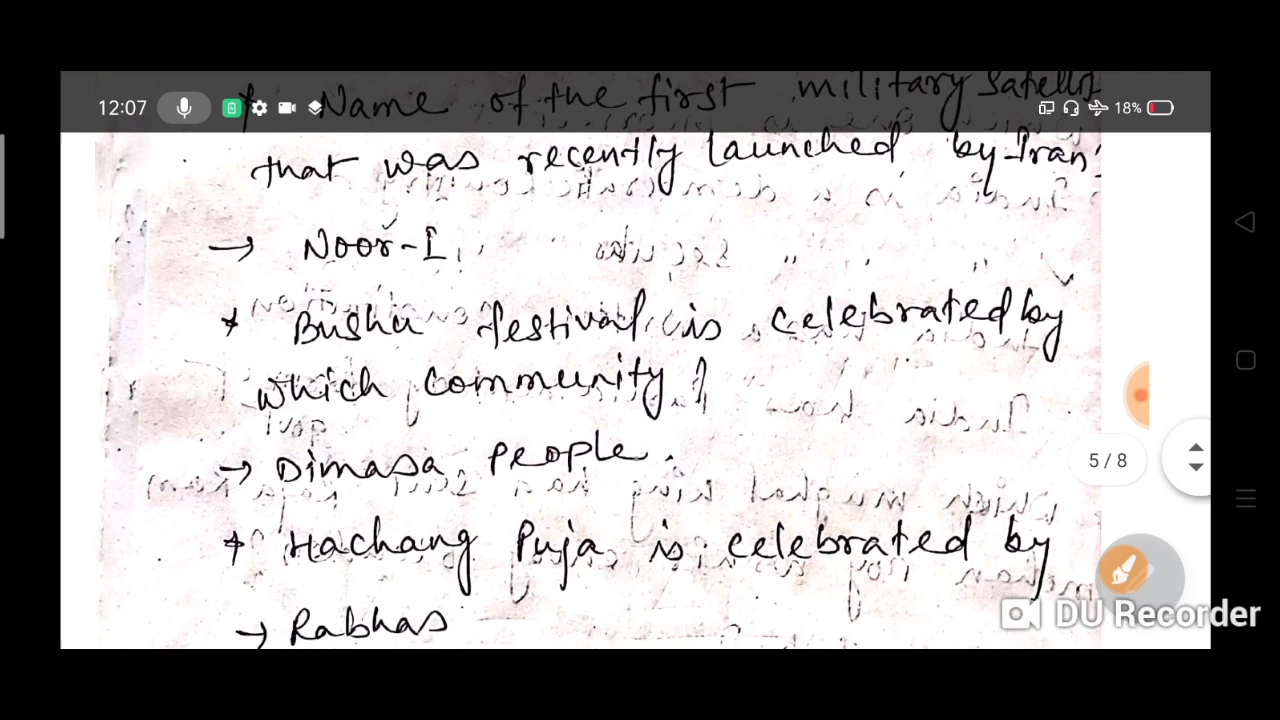 12:07 18%
* Name of the first military Satell
that was recently launched by Iran?
→ Noor-I
* Bushu festival is celebrated by
which community?
→ Dimasa people.
5/8
* Hachang Puja is celebrated by
→ Rabhas
DU Recorder